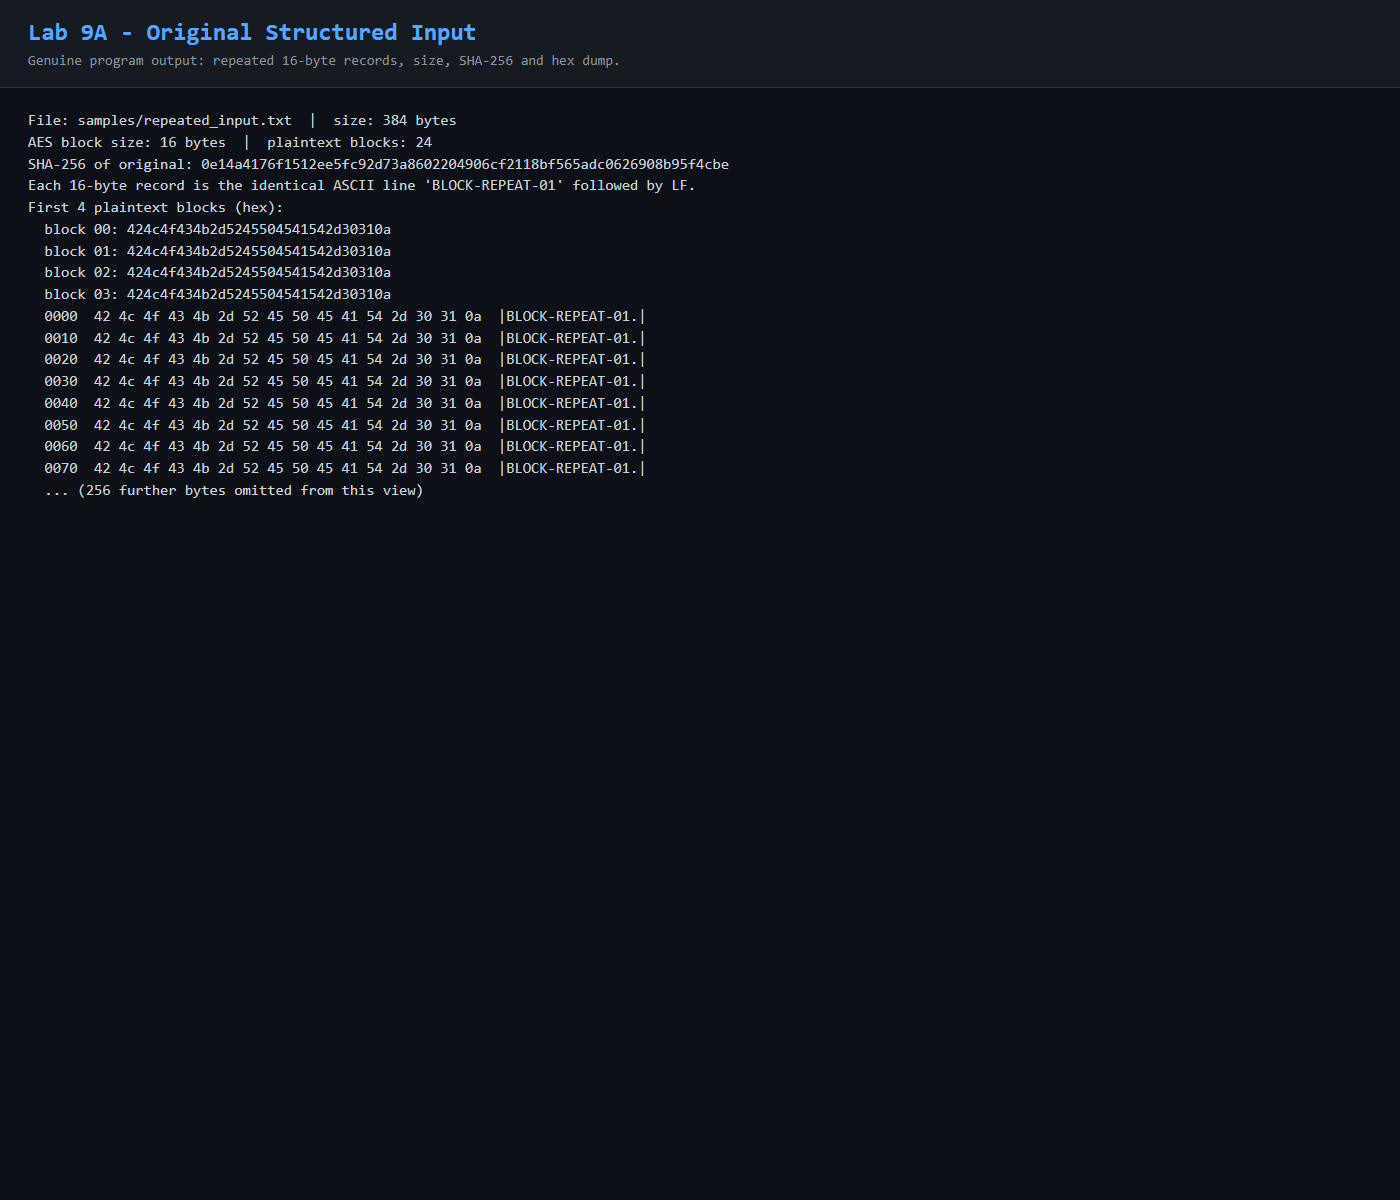 Lab 9A - Original Structured Input
Genuine program output: repeated 16-byte records, size, SHA-256 and hex dump.
File: samples/repeated_input.txt  |  size: 384 bytes
AES block size: 16 bytes  |  plaintext blocks: 24
SHA-256 of original: 0e14a4176f1512ee5fc92d73a8602204906cf2118bf565adc0626908b95f4cbe
Each 16-byte record is the identical ASCII line 'BLOCK-REPEAT-01' followed by LF.
First 4 plaintext blocks (hex):
  block 00: 424c4f434b2d5245504541542d30310a
  block 01: 424c4f434b2d5245504541542d30310a
  block 02: 424c4f434b2d5245504541542d30310a
  block 03: 424c4f434b2d5245504541542d30310a
  0000  42 4c 4f 43 4b 2d 52 45 50 45 41 54 2d 30 31 0a  |BLOCK-REPEAT-01.|
  0010  42 4c 4f 43 4b 2d 52 45 50 45 41 54 2d 30 31 0a  |BLOCK-REPEAT-01.|
  0020  42 4c 4f 43 4b 2d 52 45 50 45 41 54 2d 30 31 0a  |BLOCK-REPEAT-01.|
  0030  42 4c 4f 43 4b 2d 52 45 50 45 41 54 2d 30 31 0a  |BLOCK-REPEAT-01.|
  0040  42 4c 4f 43 4b 2d 52 45 50 45 41 54 2d 30 31 0a  |BLOCK-REPEAT-01.|
  0050  42 4c 4f 43 4b 2d 52 45 50 45 41 54 2d 30 31 0a  |BLOCK-REPEAT-01.|
  0060  42 4c 4f 43 4b 2d 52 45 50 45 41 54 2d 30 31 0a  |BLOCK-REPEAT-01.|
  0070  42 4c 4f 43 4b 2d 52 45 50 45 41 54 2d 30 31 0a  |BLOCK-REPEAT-01.|
  ... (256 further bytes omitted from this view)